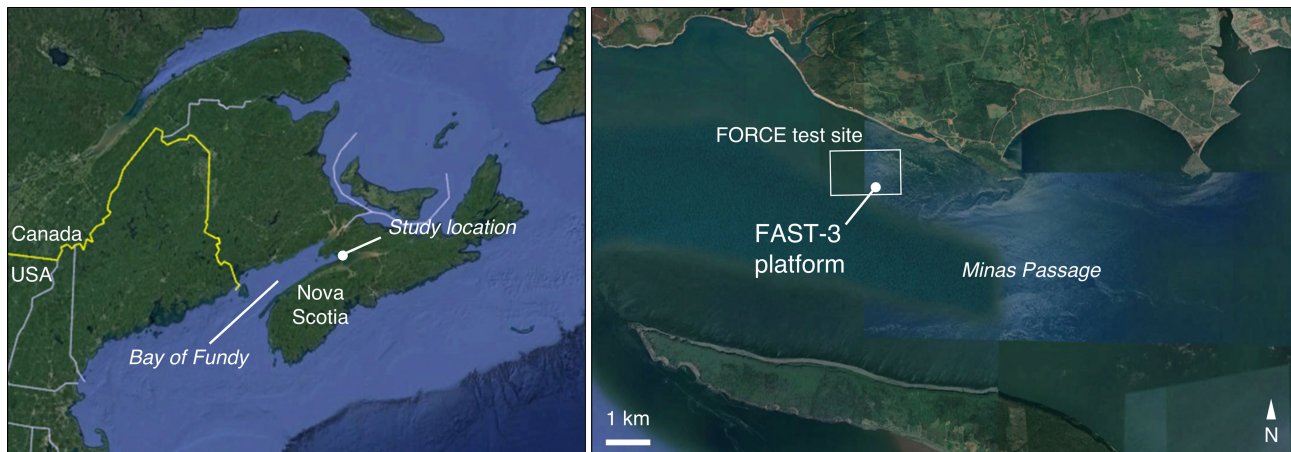 Canada
USA
Study location
Nova
Scotia
Bay of Fundy
FORCE test site
FAST-3
platform
Minas Passage
1 km
N